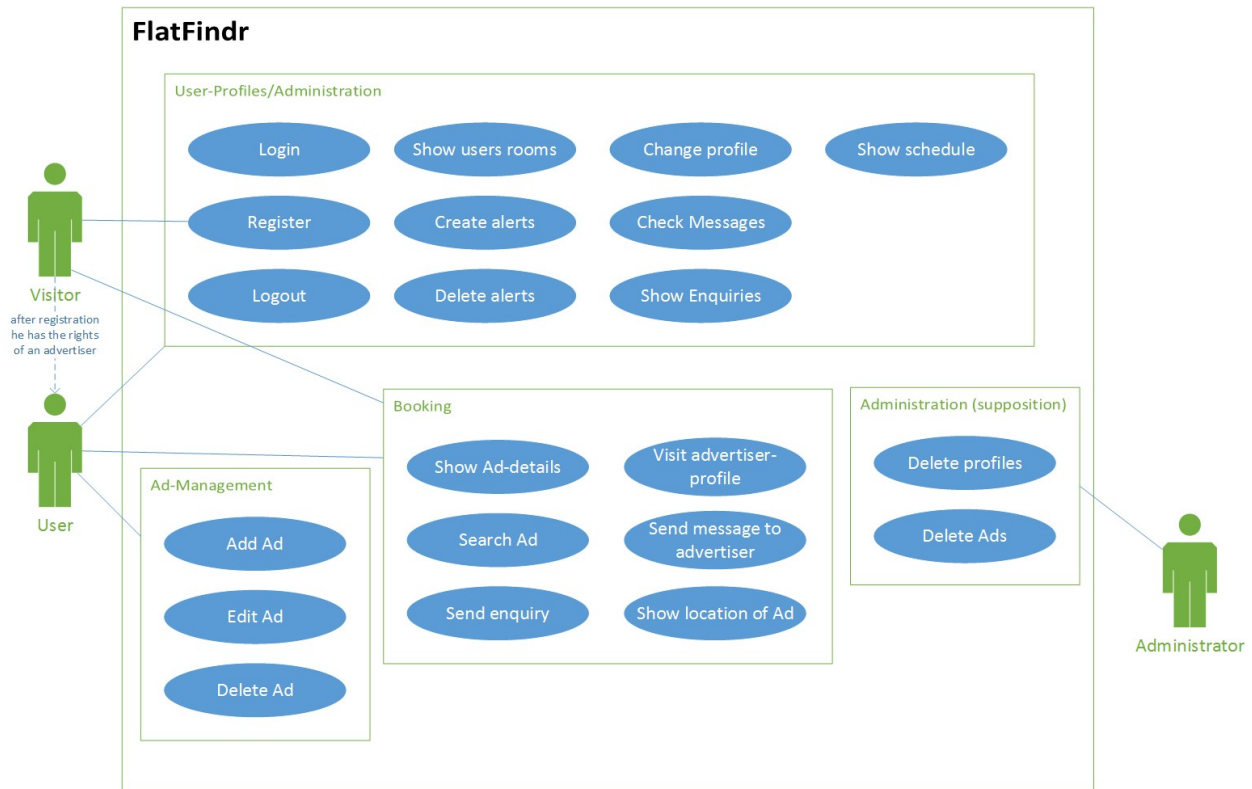 FlatFindr
User-Profiles/Administration
Login
Show users rooms
Change profile
Show schedule
Register
Create alerts
Check Messages
Logout
Delete alerts
Show Enquiries
Visitor
after registration
he has the rights
of an advertiser
User
Booking
Show Ad-details
Visit advertiser-
profile
Search Ad
Send message to
advertiser
Send enquiry
Show location of Ad
Ad-Management
Add Ad
Edit Ad
Delete Ad
Administration (supposition)
Delete profiles
Delete Ads
Administrator